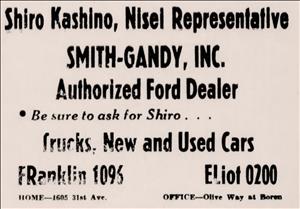 Shiro Kashino, Nisei Representative
SMITH-GANDY, INC.
Authorized Ford Dealer
• Be sure to ask for Shiro . . .
Trucks, New and Used Cars
FRanklin 1096 ELiot 0200
HOME—1605 31st Ave. OFFICE—Olive Way at Boren